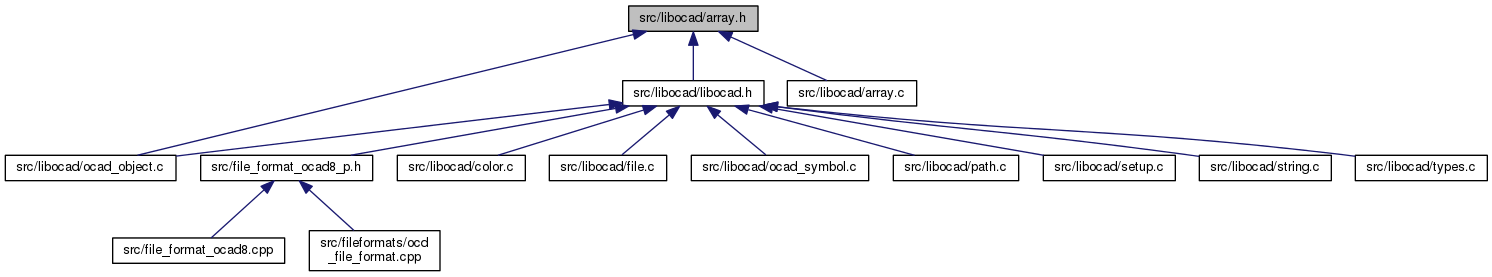 src/libocad/array.h
src/libocad/libocad.h
src/libocad/array.c
src/libocad/ocad_object.c
src/file_format_ocad8_p.h
src/libocad/color.c
src/libocad/file.c
src/libocad/ocad_symbol.c
src/libocad/path.c
src/libocad/setup.c
src/libocad/string.c
src/libocad/types.c
src/file_format_ocad8.cpp
src/fileformats/ocd
_file_format.cpp